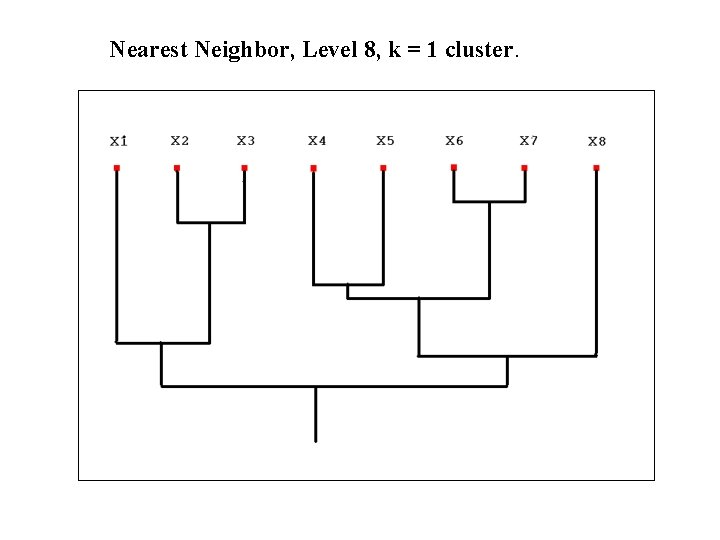 Nearest Neighbor, Level 8, k = 1 cluster.
X1 X2 X3 X4 X5 X6 X7 X8